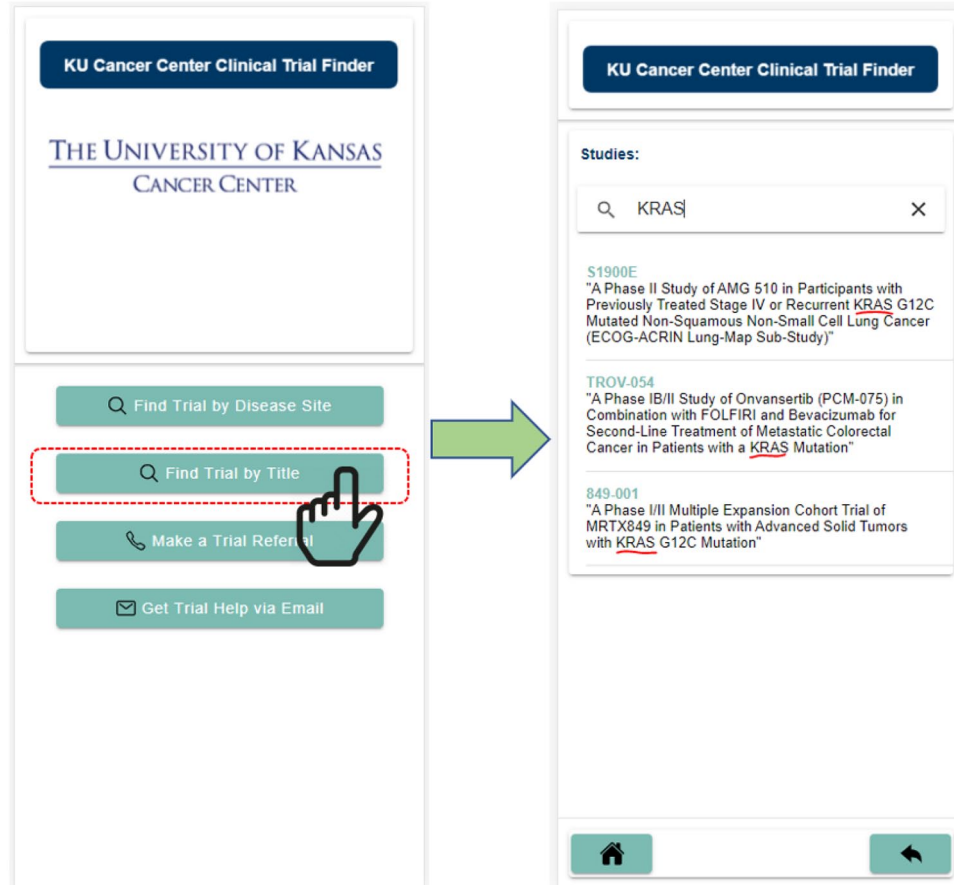 KU Cancer Center Clinical Trial Finder
THE UNIVERSITY OF KANSAS
CANCER CENTER
Find Trial by Disease Site
Find Trial by Title
Make a Trial Referral
Get Trial Help via Email
KU Cancer Center Clinical Trial Finder
Studies:
KRAS
S1900E
"A Phase II Study of AMG 510 in Participants with
Previously Treated Stage IV or Recurrent KRAS G12C
Mutated Non-Squamous Non-Small Cell Lung Cancer
(ECOG-ACRIN Lung-Map Sub-Study)"
TROV-054
"A Phase IB/II Study of Onvansertib (PCM-075) in
Combination with FOLFIRI and Bevacizumab for
Second-Line Treatment of Metastatic Colorectal
Cancer in Patients with a KRAS Mutation"
849-001
"A Phase I/II Multiple Expansion Cohort Trial of
MRTX849 in Patients with Advanced Solid Tumors
with KRAS G12C Mutation"